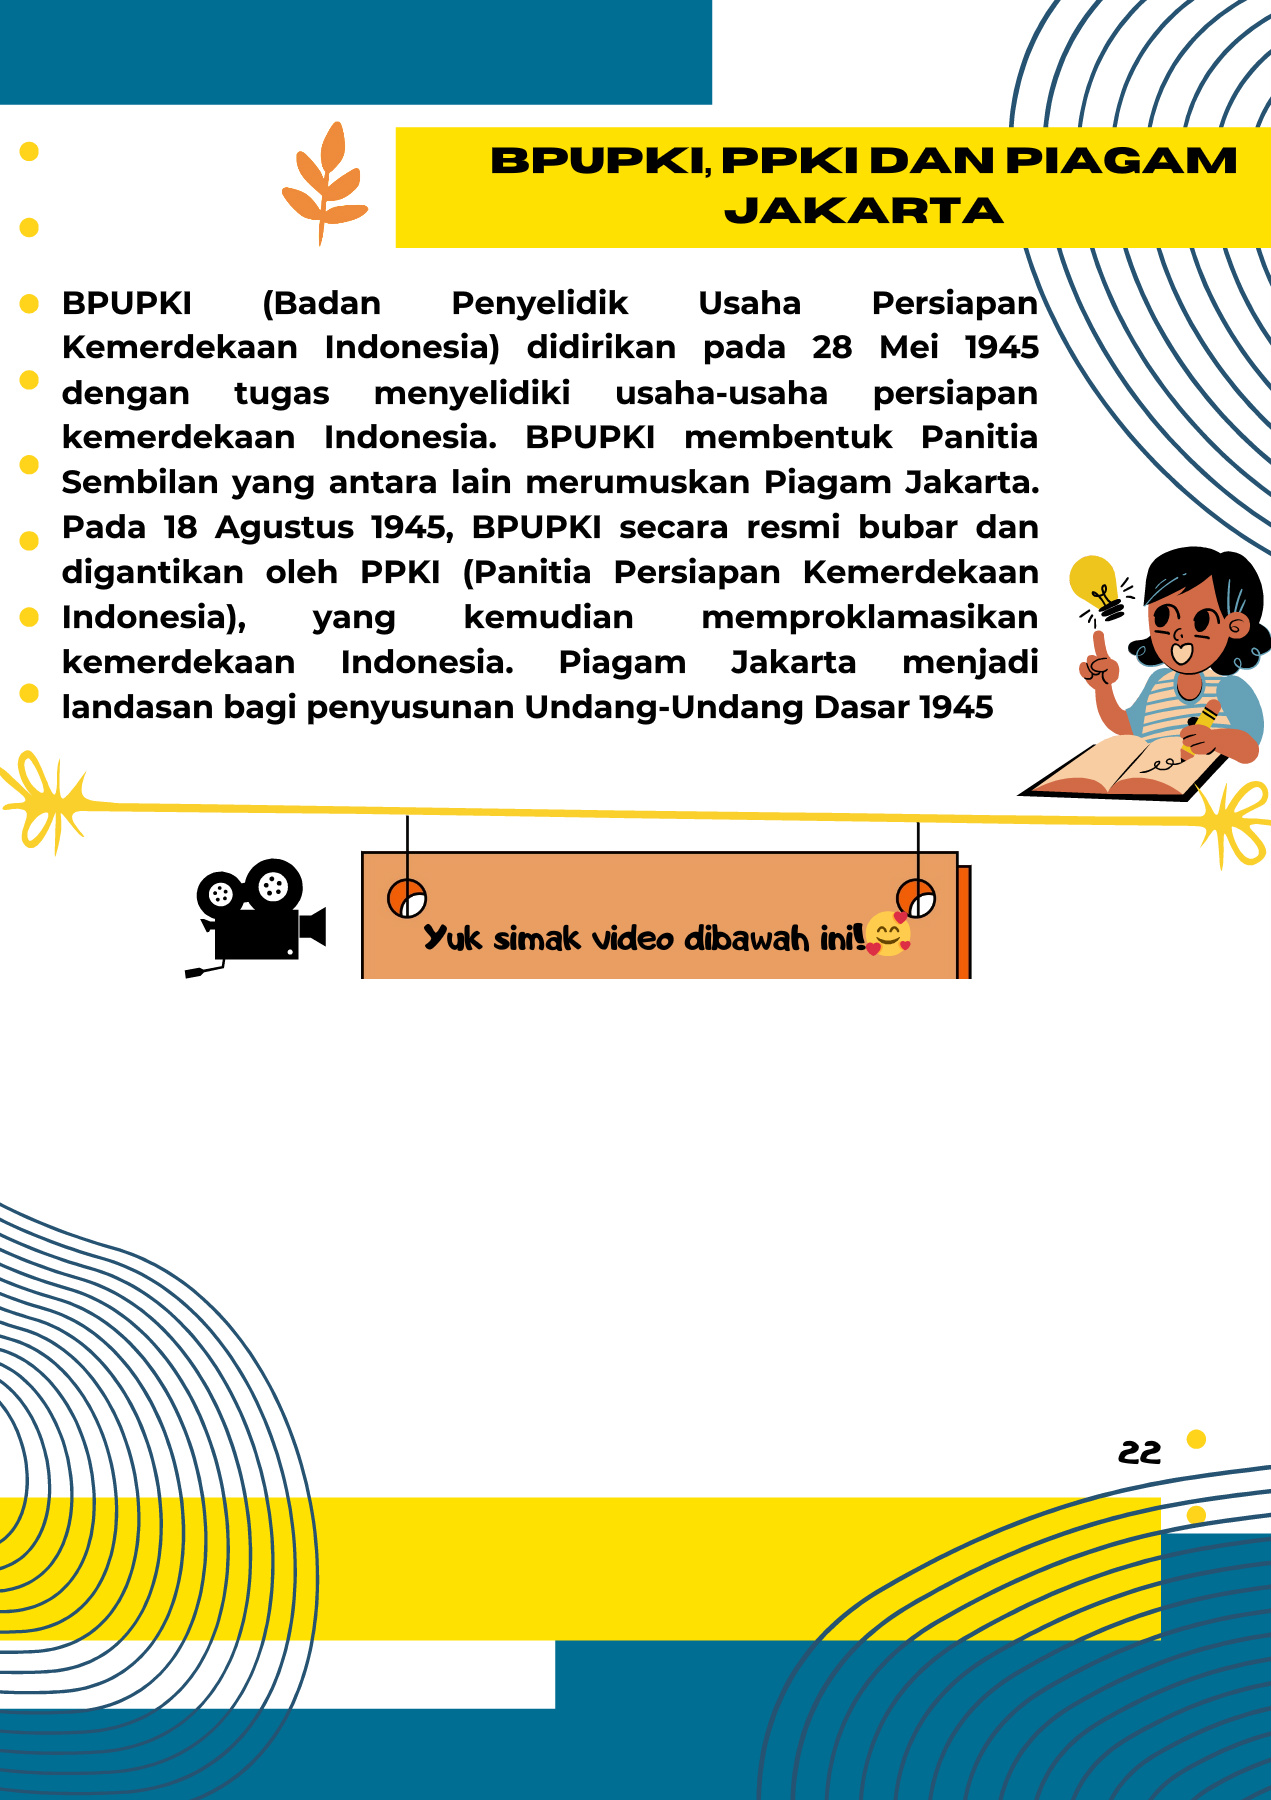 BPUPKI, PPKI DAN PIAGAM
JAKARTA
BPUPKI (Badan Penyelidik Usaha Persiapan
Kemerdekaan Indonesia) didirikan pada 28 Mei 1945
dengan tugas menyelidiki usaha-usaha persiapan
kemerdekaan Indonesia. BPUPKI membentuk Panitia
Sembilan yang antara lain merumuskan Piagam Jakarta.
Pada 18 Agustus 1945, BPUPKI secara resmi bubar dan
digantikan oleh PPKI (Panitia Persiapan Kemerdekaan
Indonesia), yang kemudian memproklamasikan
kemerdekaan Indonesia. Piagam Jakarta menjadi
landasan bagi penyusunan Undang-Undang Dasar 1945
Yuk simak video dibawah ini!🥰
22